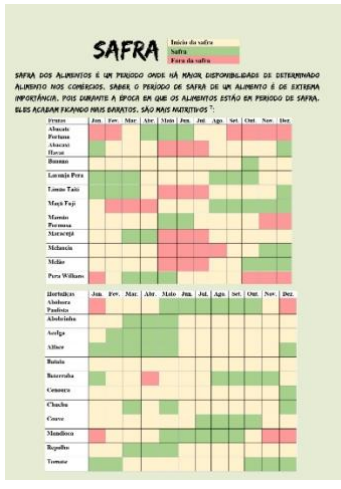 SAFRA
Início da safra
Safra
Fora da safra
SAFRA DOS ALIMENTOS É UM PERÍODO ONDE HÁ MAIOR DISPONIBILIDADE DE DETERMINADO
ALIMENTO NOS COMÉRCIOS. SABER O PERÍODO DE SAFRA DE UM ALIMENTO É DE EXTREMA
IMPORTÂNCIA, POIS DURANTE A ÉPOCA EM QUE OS ALIMENTOS ESTÃO EM PERÍODO DE SAFRA,
ELES ACABAM FICANDO MAIS BARATOS, SÃO MAIS NUTRITIVOS
Frutas Jan. Fev. Mar. Abr. Maio Jun. Jul. Ago. Set. Out. Nov. Dez.
Abacate
Fortuna
Abacaxi
Havaí
Banana
Laranja Pera
Limão Taiti
Maçã Fuji
Mamão
Formosa
Maracujá
Melancia
Melão
Pera Willians
Hortaliças Jan. Fev. Mar. Abr. Maio Jun. Jul. Ago. Set. Out. Nov. Dez.
Abóbora
Paulista
Abobrinha
Acelga
Alface
Batata
Beterraba
Cenoura
Chuchu
Couve
Mandioca
Repolho
Tomate